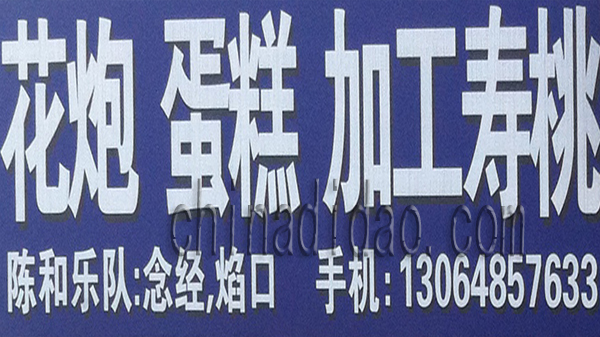 花炮 蛋糕 加工寿桃
chinadidao.com
陈和乐队:念经,焰口 手机:13064857633